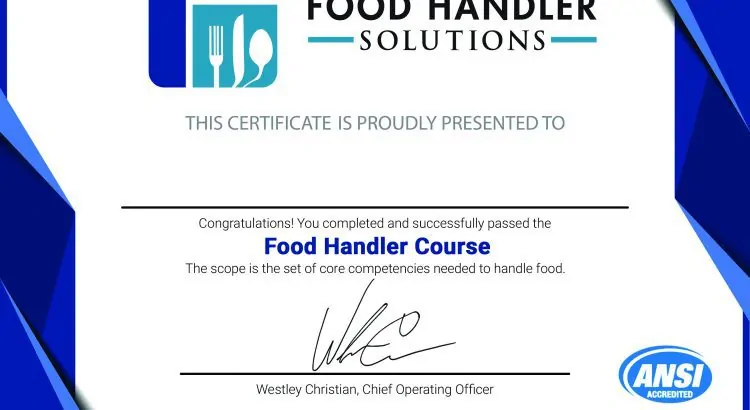 FOOD HANDLER
SOLUTIONS
THIS CERTIFICATE IS PROUDLY PRESENTED TO
Congratulations! You completed and successfully passed the
Food Handler Course
The scope is the set of core competencies needed to handle food.
Westley Christian, Chief Operating Officer
ANSI
ACCREDITED